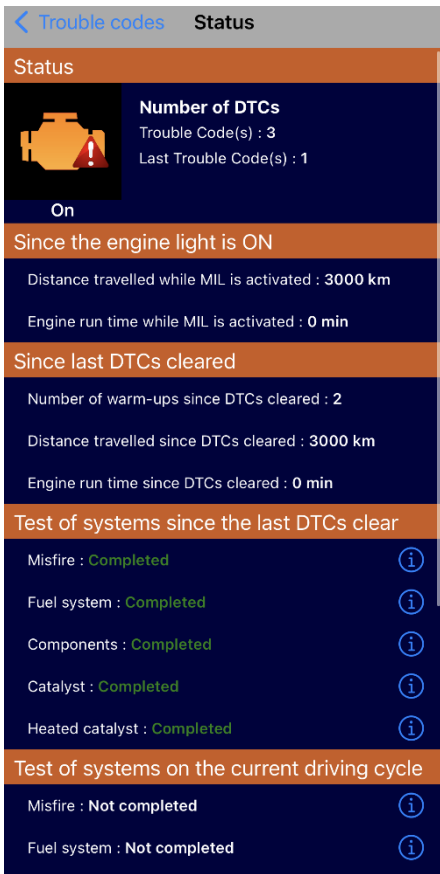 Trouble codes Status
Status
Number of DTCs
Trouble Code(s) : 3
Last Trouble Code(s) : 1
On
Since the engine light is ON
Distance travelled while MIL is activated : 3000 km
Engine run time while MIL is activated : 0 min
Since last DTCs cleared
Number of warm-ups since DTCs cleared : 2
Distance travelled since DTCs cleared : 3000 km
Engine run time since DTCs cleared : 0 min
Test of systems since the last DTCs clear
Misfire : Completed
Fuel system : Completed
Components : Completed
Catalyst : Completed
Heated catalyst : Completed
Test of systems on the current driving cycle
Misfire : Not completed
Fuel system : Not completed